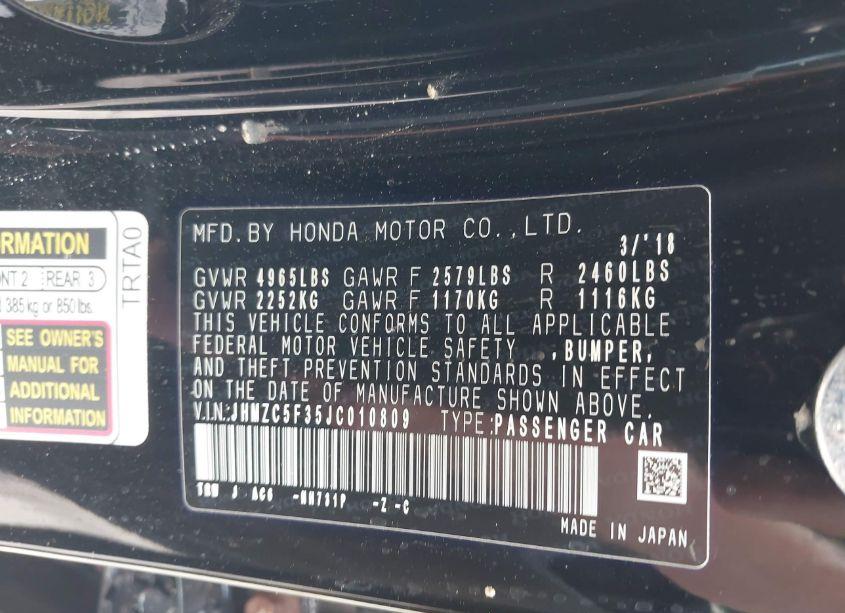 MFD. BY HONDA MOTOR CO., LTD.
3/'18
GVWR 4965LBS GAWR F 2579LBS R 2460LBS
GVWR 2252KG GAWR F 1170KG R 1116KG
THIS VEHICLE CONFORMS TO ALL APPLICABLE
FEDERAL MOTOR VEHICLE SAFETY , BUMPER,
AND THEFT PREVENTION STANDARDS IN EFFECT
ON THE DATE OF MANUFACTURE SHOWN ABOVE.
V.I.N.: JHMZC5F35JC010809 TYPE: PASSENGER CAR
J AC6 -NH731P -Z -C
MADE IN JAPAN
REAR 3
385 kg or 850 lbs.
SEE OWNER'S
MANUAL FOR
ADDITIONAL
INFORMATION
TRTA0